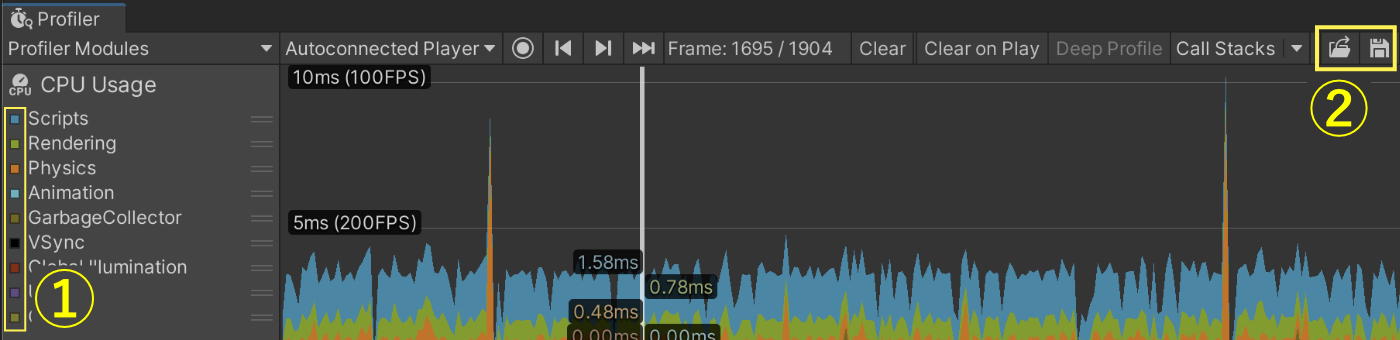 Profiler
Profiler Modules Autoconnected Player Frame: 1695 / 1904 Clear Clear on Play Deep Profile Call Stacks
CPU CPU Usage
10ms (100FPS)
Scripts
Rendering
Physics
Animation
GarbageCollector
5ms (200FPS)
VSync
Global Illumination
1.58ms
0.78ms
0.48ms
0.00ms 0.00ms
1
2